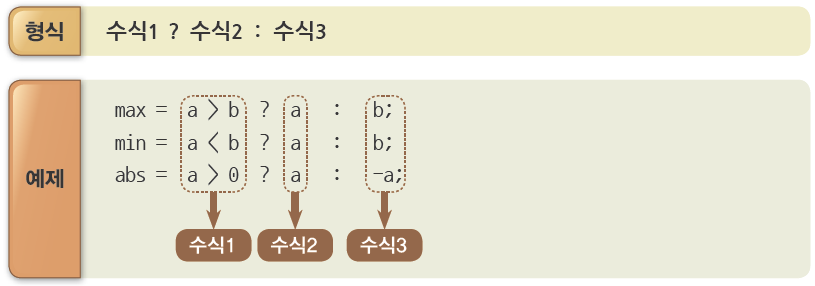 형식
수식1 ? 수식2 : 수식3
예제
max = a > b ? a : b;
min = a < b ? a : b;
abs = a > 0 ? a : -a;
수식1 수식2 수식3